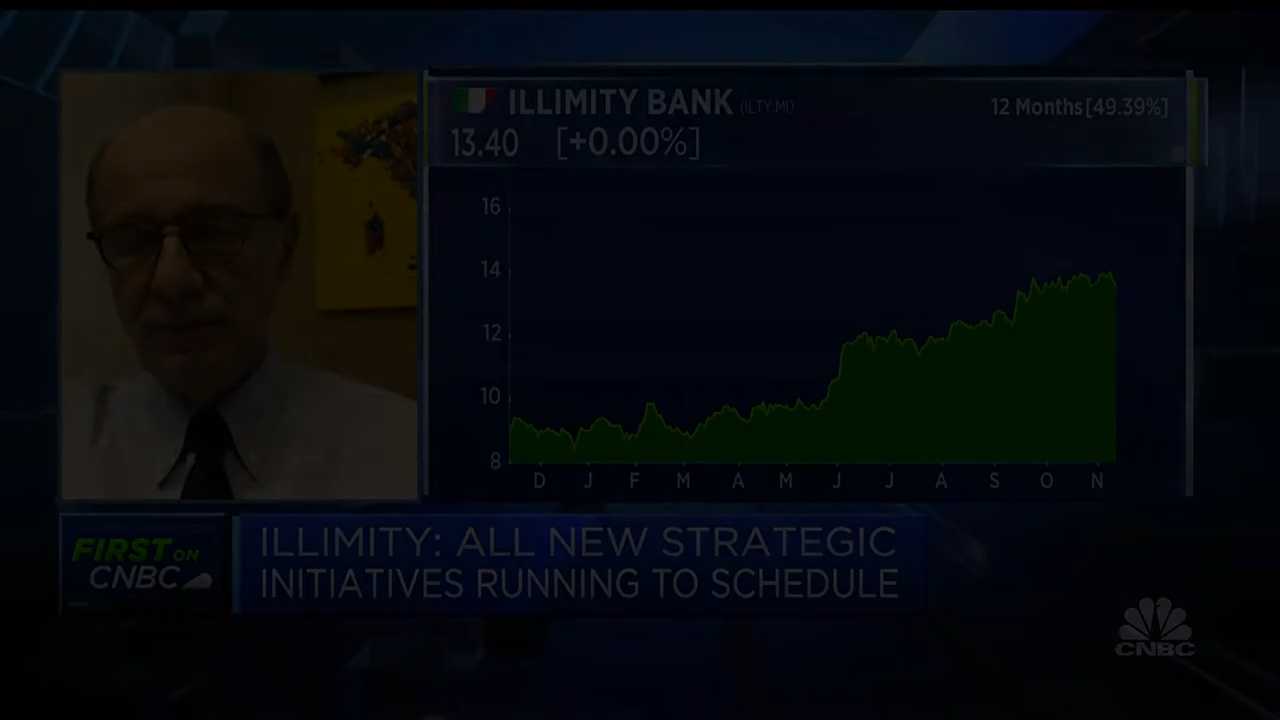 ILLIMITY BANK (ILTY.MI)
12 Months [49.39%]
13.40 [+0.00%]
16
14
12
10
8
D J F M A M J J A S O N
FIRST ON
CNBC
ILLIMITY: ALL NEW STRATEGIC
INITIATIVES RUNNING TO SCHEDULE
CNBC